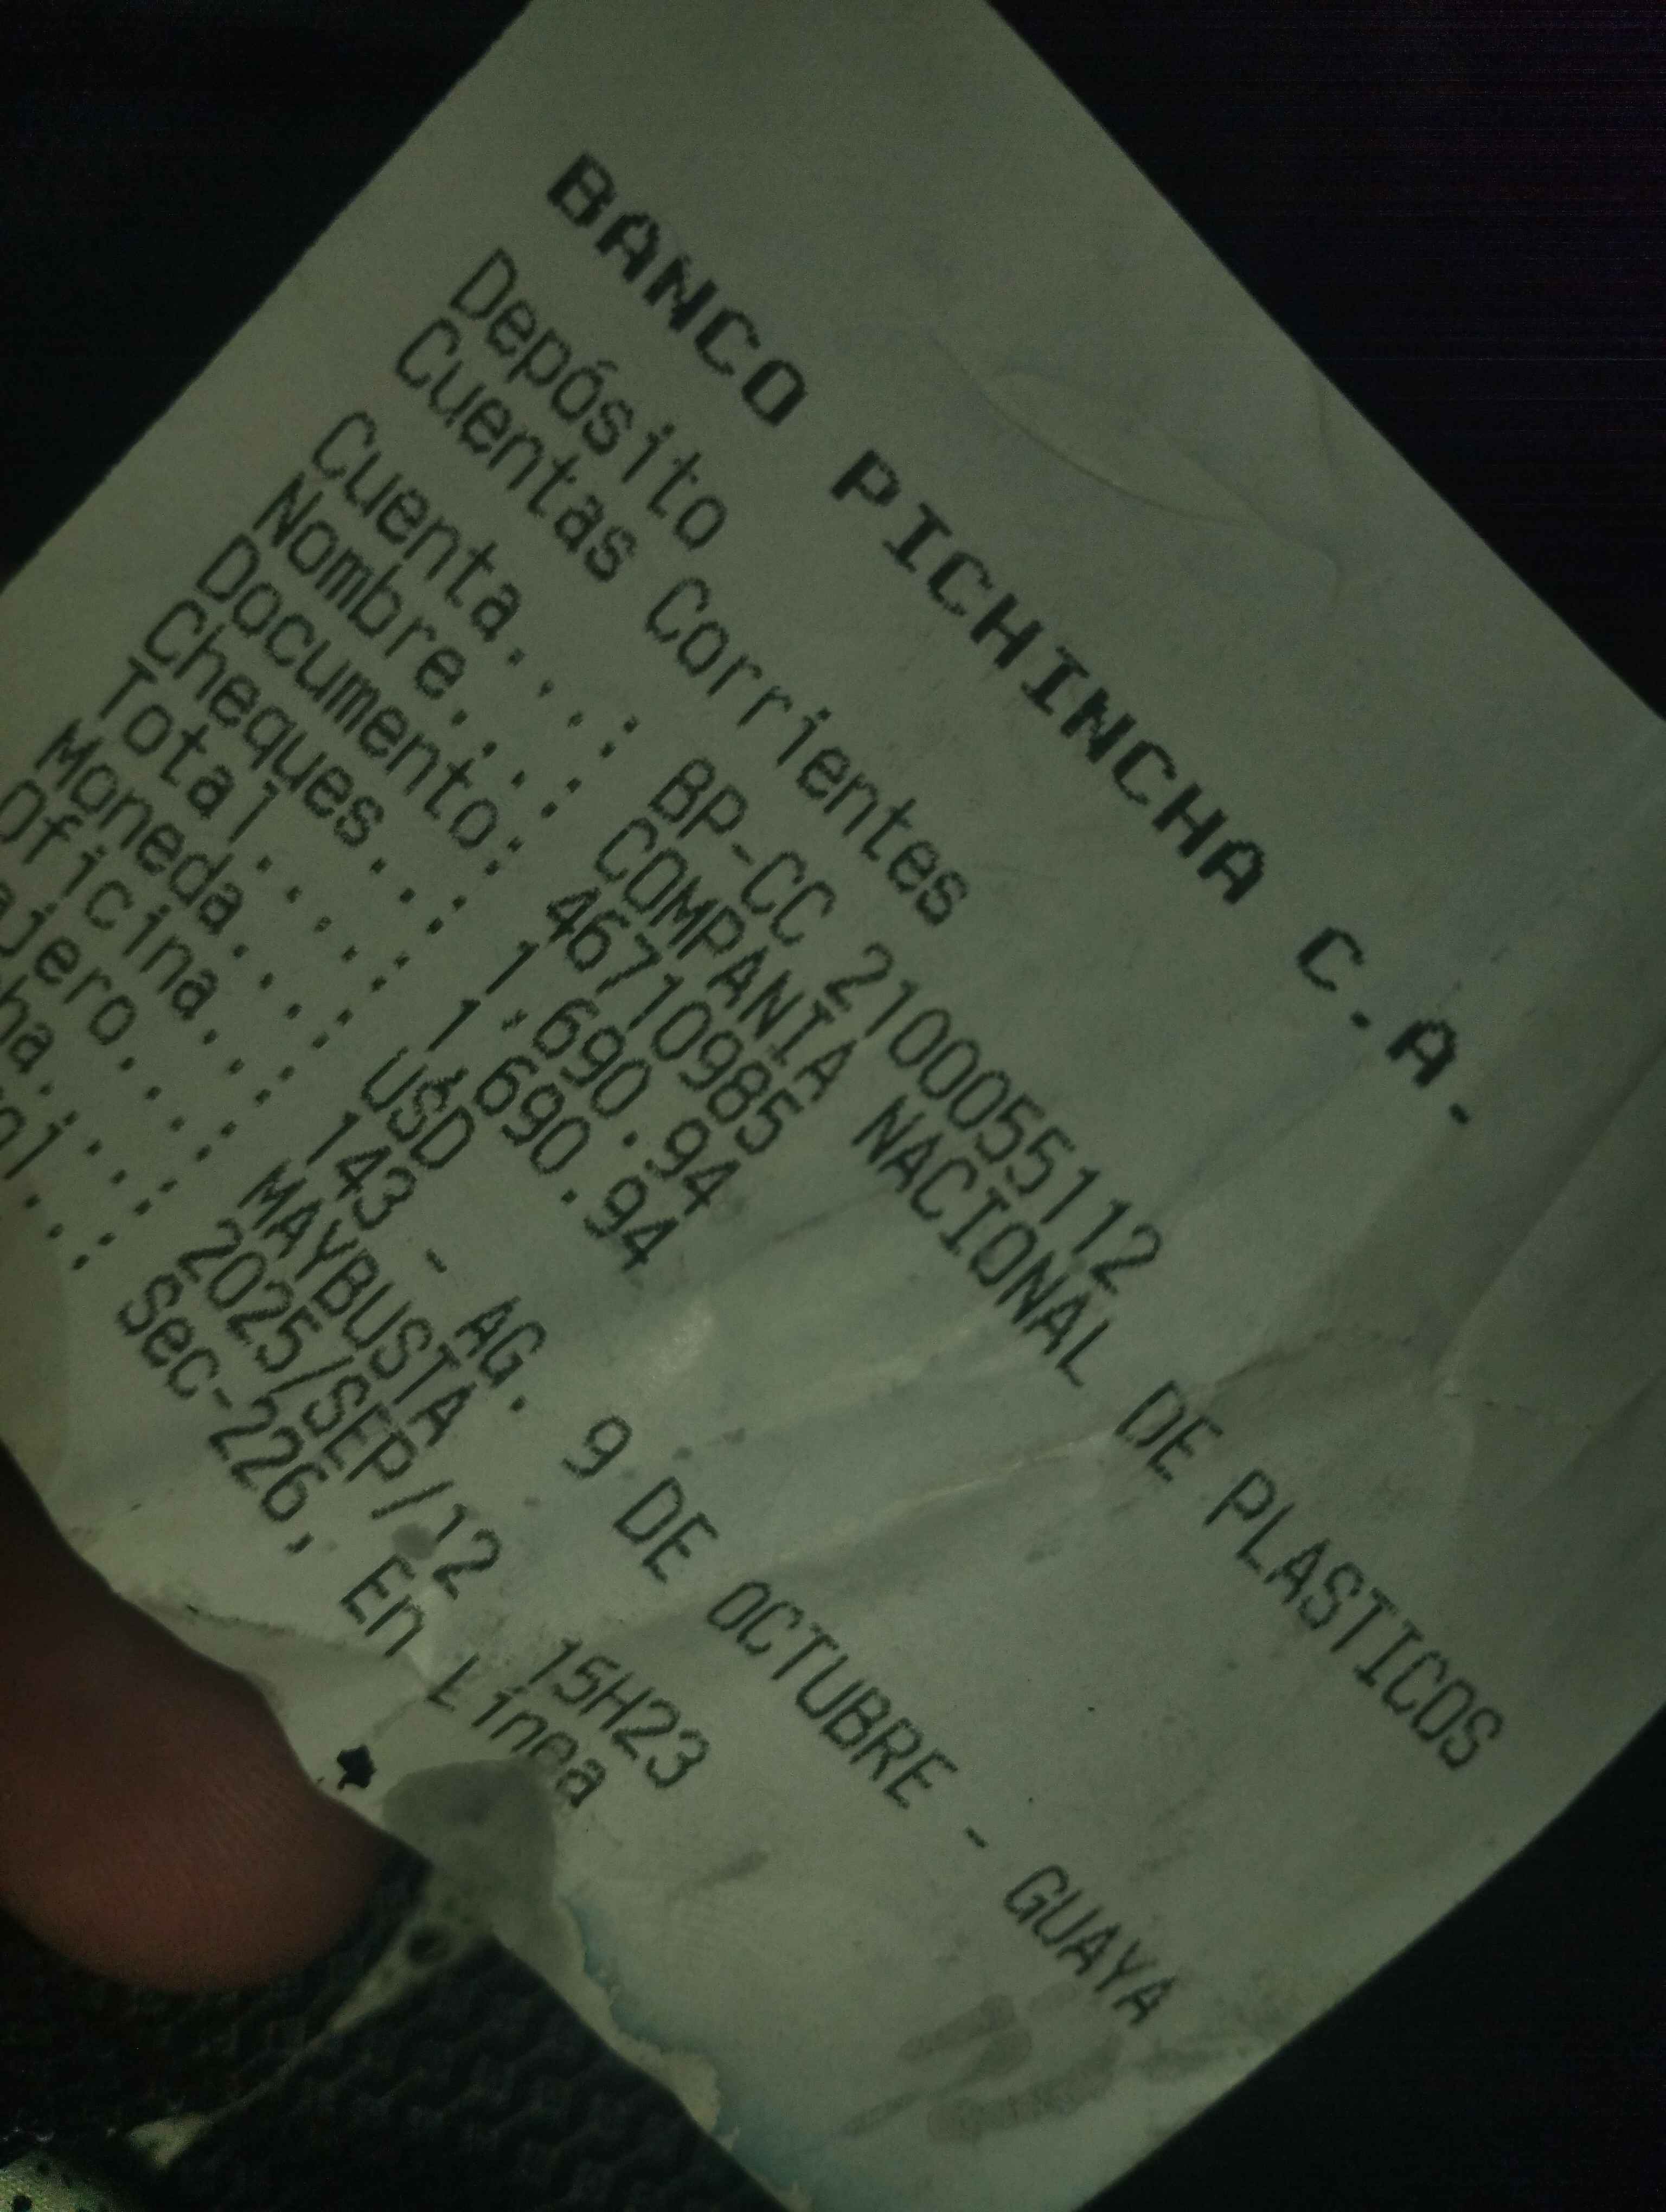 BANCO PICHINCHA C.A.
Depósito
Cuentas Corrientes
Cuenta....: BP-CC 2100055112
Nombre....: COMPANIA NACIONAL DE PLASTICOS
Documento: 46710985
Cheques..: 1,690.94
Total.....: 1,690.94
Moneda....: USD
Oficina...: 143 - AG. 9 DE OCTUBRE - GUAYA
ajero....: MAYBUSTA
ha....: 2025/SEP/12 15H23
ol...: Sec-226, En Línea